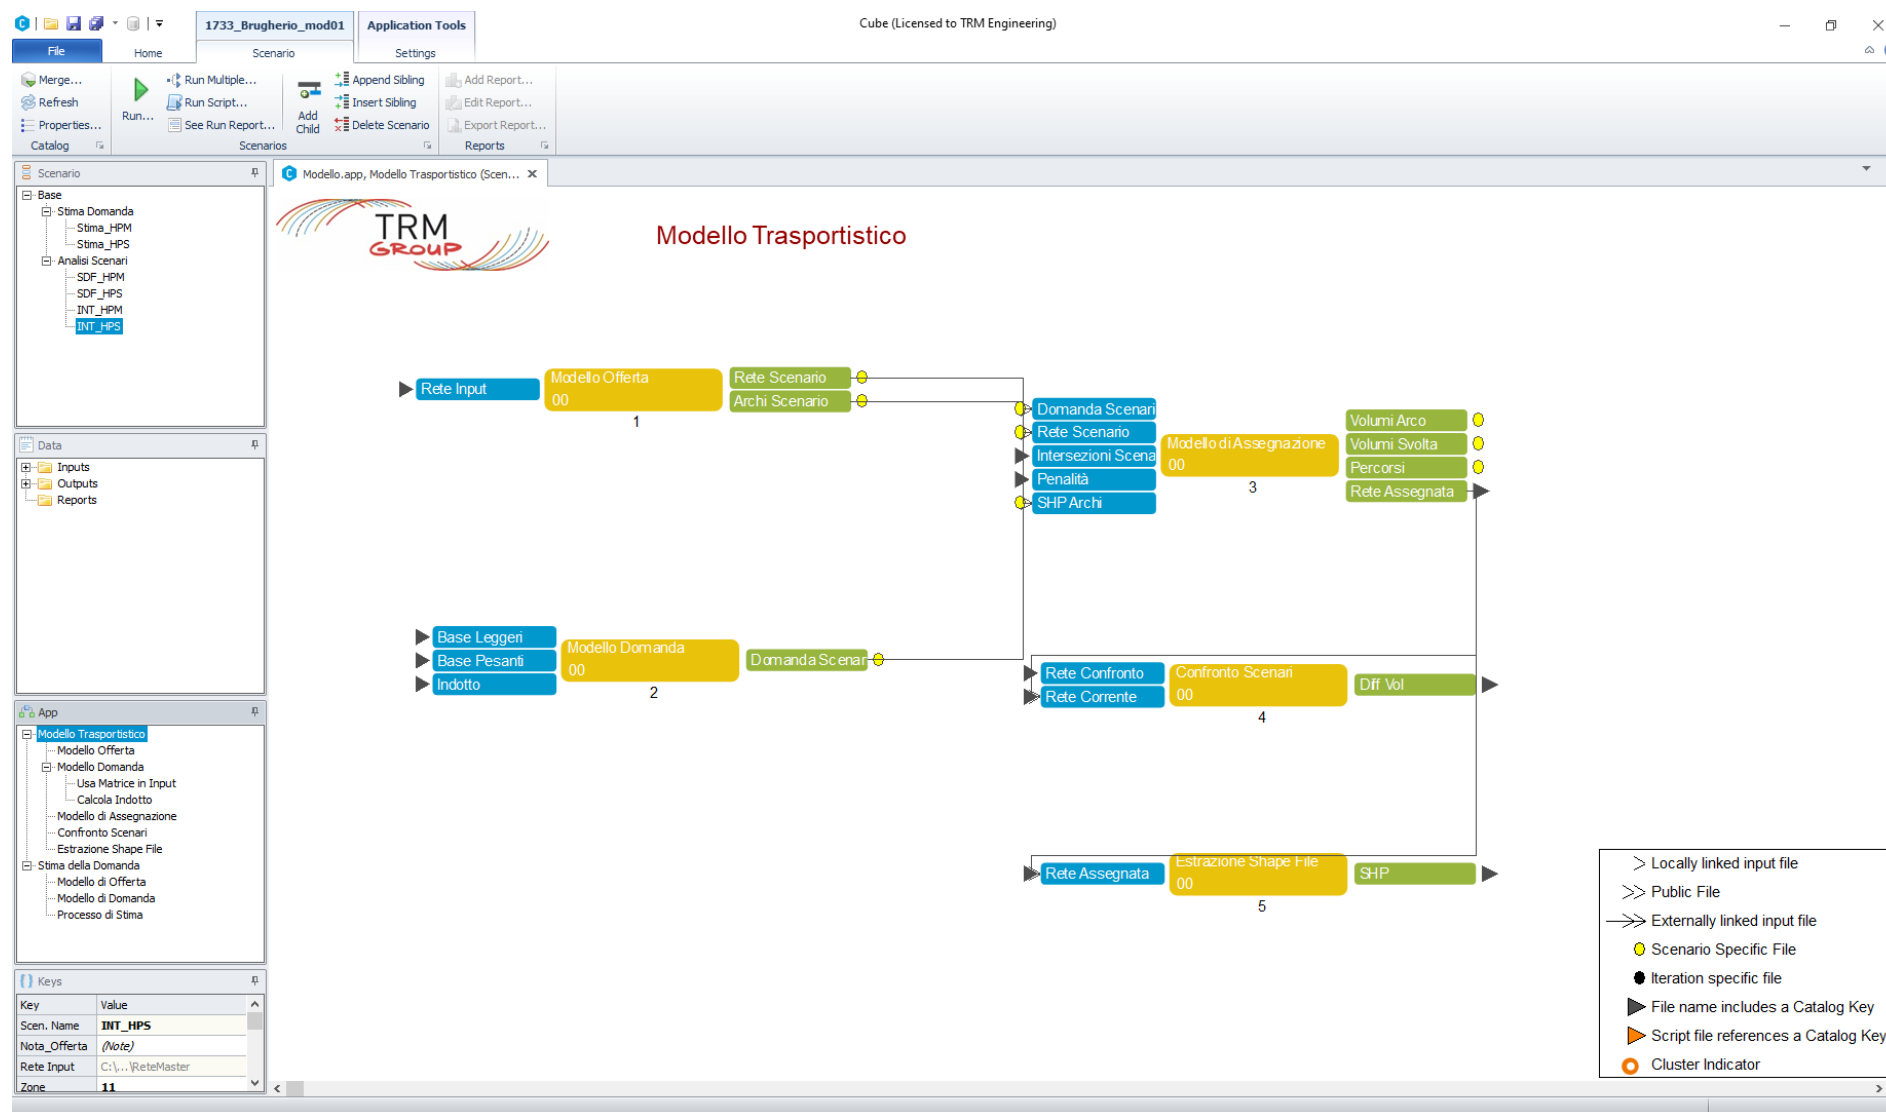 1733_Brugherio_mod01
Application Tools
Cube (Licensed to TRM Engineering)
File
Home
Scenario
Settings
Merge...
Refresh
Properties...
Catalog
Run...
Run Multiple...
Run Script...
See Run Report...
Add
Child
Append Sibling
Insert Sibling
Delete Scenario
Scenarios
Add Report...
Edit Report...
Export Report...
Reports
Scenario
Base
Stima Domanda
Stima_HPM
Stima_HPS
Analisi Scenari
SDF_HPM
SDF_HPS
INT_HPM
INT_HPS
Data
Inputs
Outputs
Reports
App
Modello Trasportistico
Modello Offerta
Modello Domanda
Usa Matrice in Input
Calcola Indotto
Modello di Assegnazione
Confronto Scenari
Estrazione Shape File
Stima della Domanda
Modello di Offerta
Modello di Domanda
Processo di Stima
Keys
Key Value
Scen. Name INT_HPS
Nota_Offerta (Note)
Rete Input C:\...\ReteMaster
Zone 11
Modello.app, Modello Trasportistico (Scen...
TRM
GROUP
Modello Trasportistico
Rete Input
Modello Offerta
00
1
Rete Scenario
Archi Scenario
Domanda Scenari
Rete Scenario
Intersezioni Scena
Penalità
SHP Archi
Modello di Assegnazione
00
3
Volumi Arco
Volumi Svolta
Percorsi
Rete Assegnata
Base Leggeri
Base Pesanti
Indotto
Modello Domanda
00
2
Domanda Scenar
Rete Confronto
Rete Corrente
Confronto Scenari
00
4
Diff Vol
Rete Assegnata
Estrazione Shape File
00
5
SHP
Locally linked input file
Public File
Externally linked input file
Scenario Specific File
Iteration specific file
File name includes a Catalog Key
Script file references a Catalog Key
Cluster Indicator